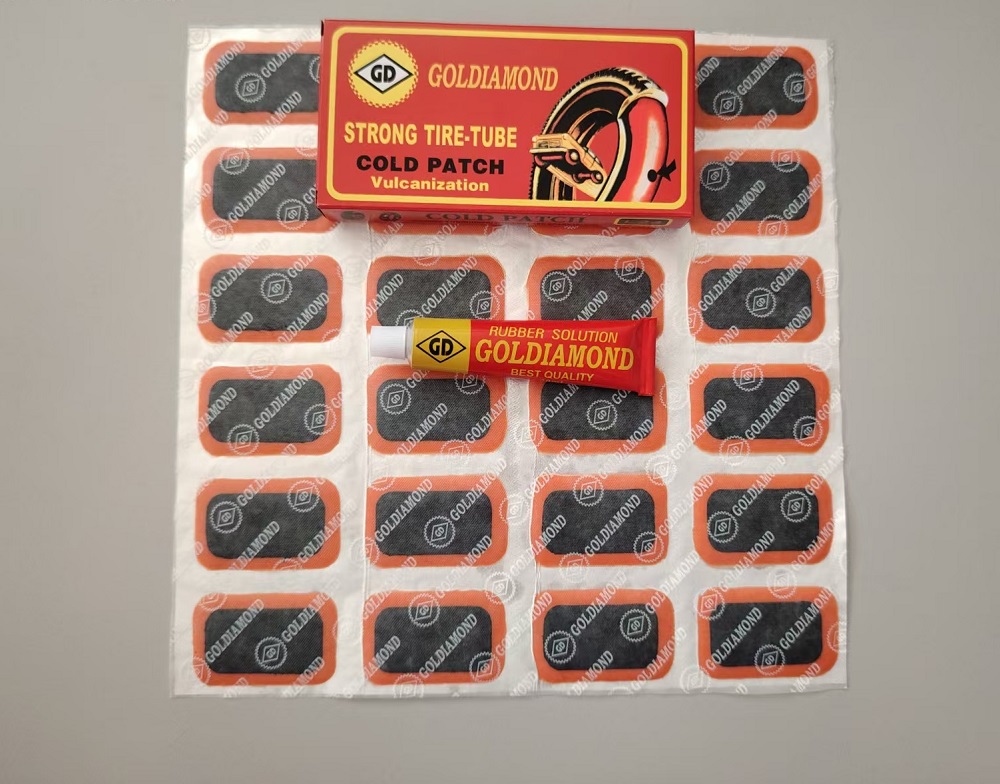 GD
GOLDIAMOND
STRONG TIRE-TUBE
COLD PATCH
Vulcanization
COLD PATCH
GD
RUBBER SOLUTION
GOLDIAMOND
BEST QUALITY
GOLDIAMOND